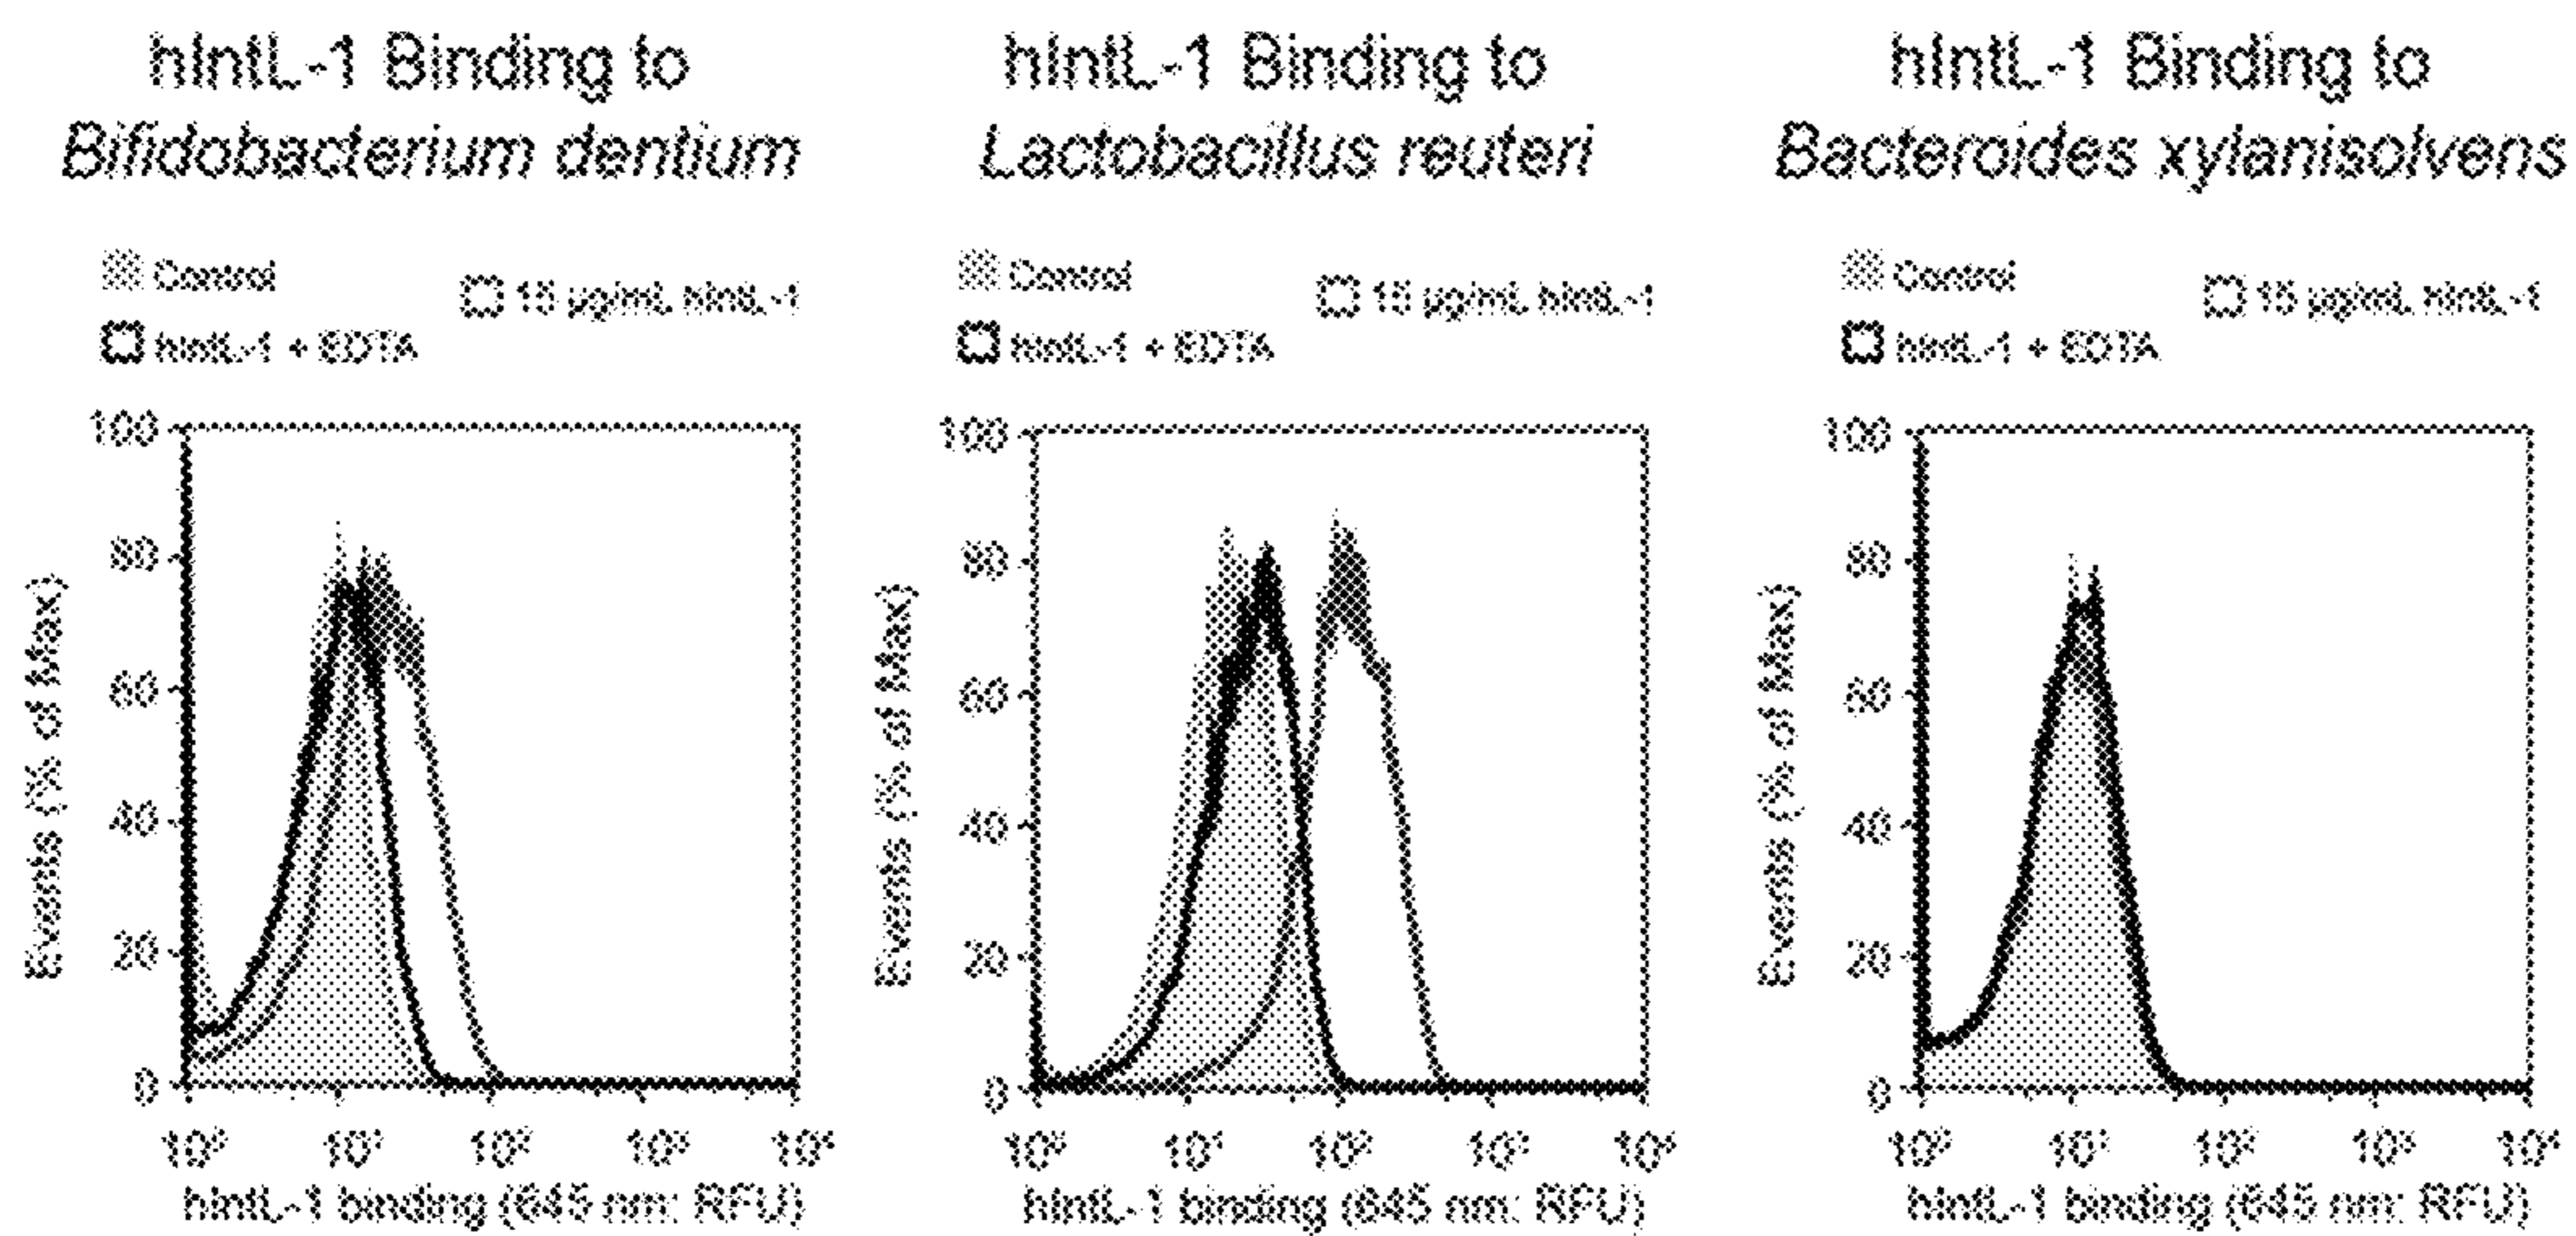 hIntL-1 Binding to
Bifidobacterium dentium
Control
15 µg/mL hIntL-1
hIntL-1 + EDTA
100
80
60
40
20
0
Events (% of Max)
10⁰ 10¹ 10² 10³ 10⁴
hIntL-1 binding (645 nm: RFU)
hIntL-1 Binding to
Lactobacillus reuteri
Control
15 µg/mL hIntL-1
hIntL-1 + EDTA
100
80
60
40
20
0
Events (% of Max)
10⁰ 10¹ 10² 10³ 10⁴
hIntL-1 binding (645 nm: RFU)
hIntL-1 Binding to
Bacteroides xylanisolvens
Control
15 µg/mL hIntL-1
hIntL-1 + EDTA
100
80
60
40
20
0
Events (% of Max)
10⁰ 10¹ 10² 10³ 10⁴
hIntL-1 binding (645 nm: RFU)